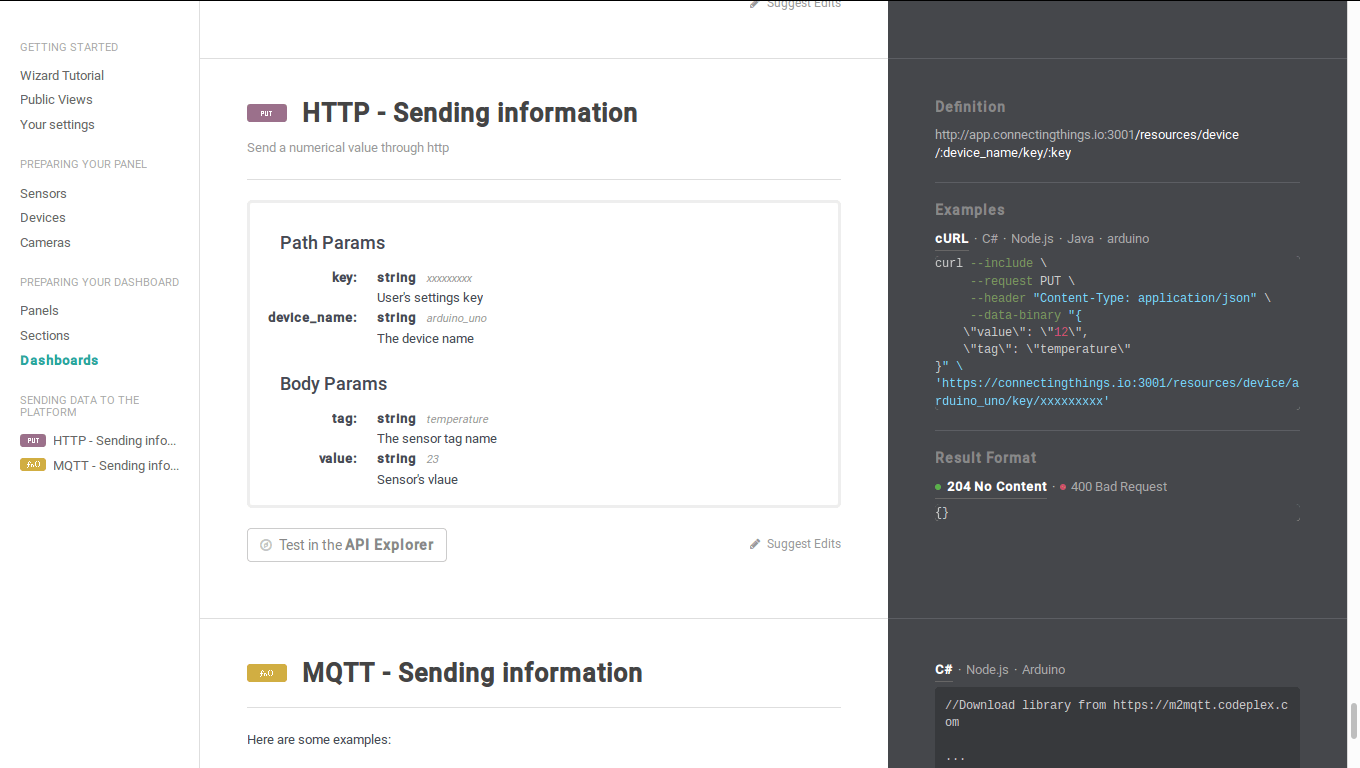 Suggest Edits
GETTING STARTED
Wizard Tutorial
Public Views
Your settings
PREPARING YOUR PANEL
Sensors
Devices
Cameras
PREPARING YOUR DASHBOARD
Panels
Sections
Dashboards
SENDING DATA TO THE
PLATFORM
PUT HTTP - Sending info...
fn() MQTT - Sending info...
PUT HTTP - Sending information
Send a numerical value through http
Path Params
key: string xxxxxxxxx
User's settings key
device_name: string arduino_uno
The device name
Body Params
tag: string temperature
The sensor tag name
value: string 23
Sensor's vlaue
Test in the API Explorer
Suggest Edits
fn() MQTT - Sending information
Here are some examples:
Definition
http://app.connectingthings.io:3001/resources/device
/:device_name/key/:key
Examples
cURL · C# · Node.js · Java · arduino
curl --include \
--request PUT \
--header "Content-Type: application/json" \
--data-binary "{
\"value\": \"12\",
\"tag\": \"temperature\"
}" \
'https://connectingthings.io:3001/resources/device/a
rduino_uno/key/xxxxxxxxx'
Result Format
204 No Content · 400 Bad Request
{}
C# · Node.js · Arduino
//Download library from https://m2mqtt.codeplex.c
om
...